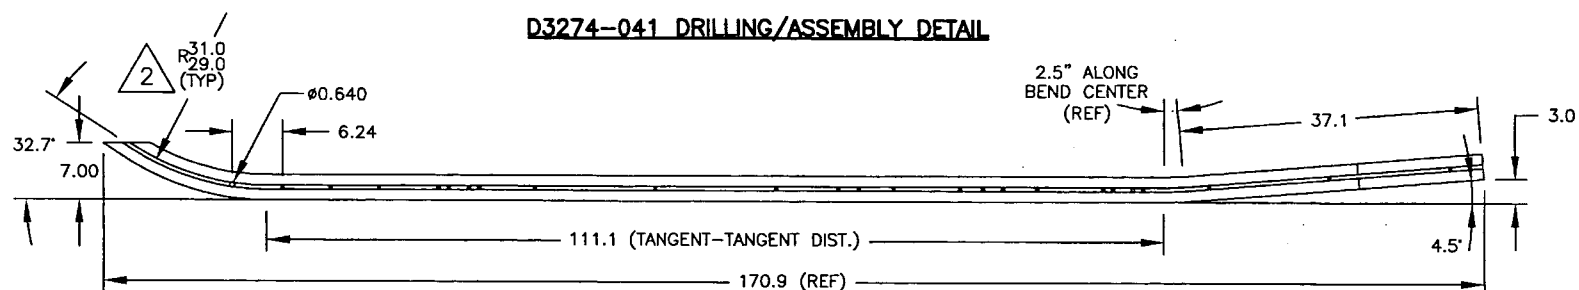 D3274-041 DRILLING/ASSEMBLY DETAIL
2
R31.0
29.0
(TYP)
ø0.640
6.24
32.7°
7.00
2.5" ALONG
BEND CENTER
(REF)
37.1
3.0
111.1 (TANGENT-TANGENT DIST.)
4.5°
170.9 (REF)